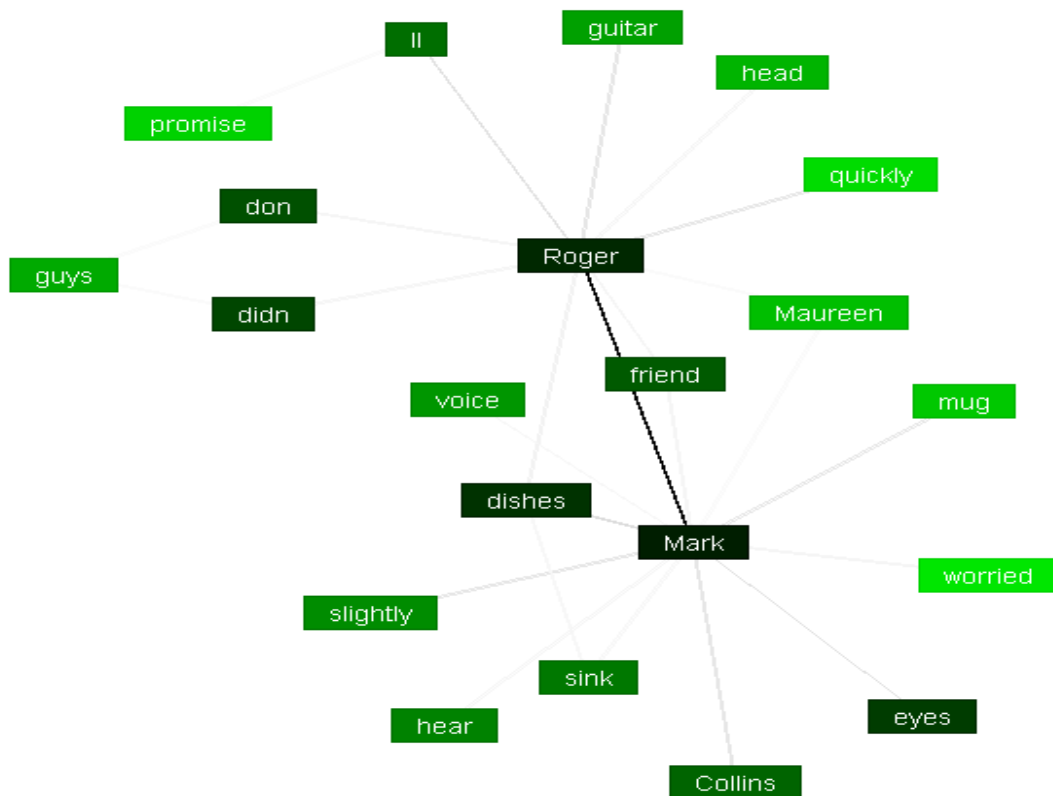 guitar
ll
head
promise
quickly
don
Roger
guys
didn
Maureen
friend
voice
mug
dishes
Mark
worried
slightly
sink
hear
eyes
Collins